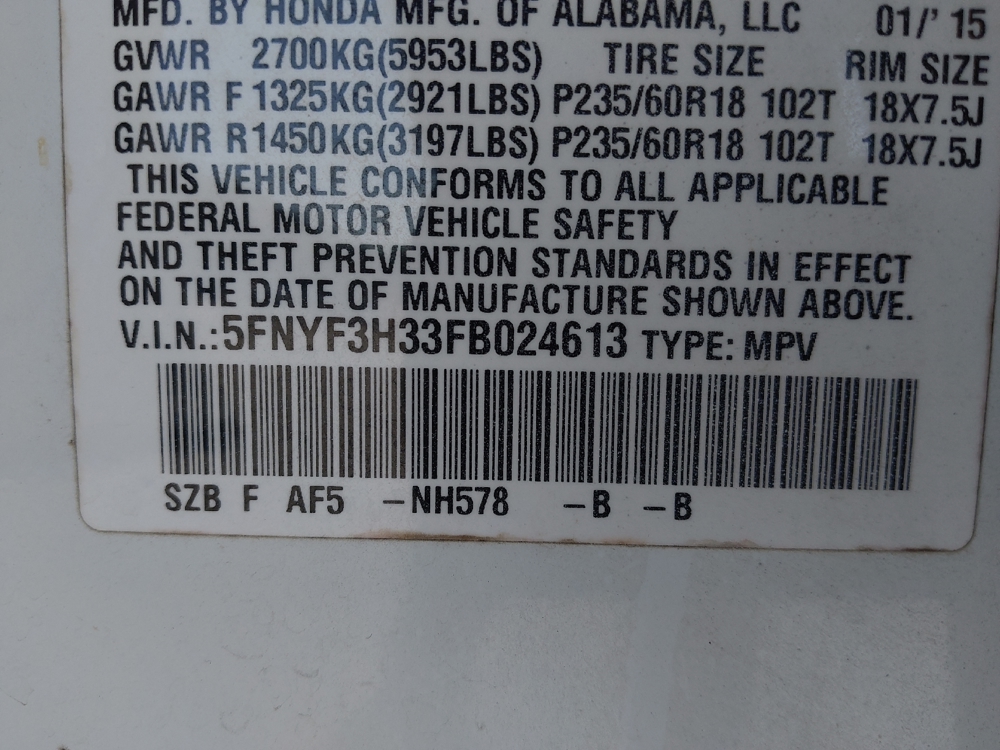 MFD. BY HONDA MFG. OF ALABAMA, LLC 01/' 15
GVWR 2700KG(5953LBS) TIRE SIZE RIM SIZE
GAWR F 1325KG(2921LBS) P235/60R18 102T 18X7.5J
GAWR R 1450KG(3197LBS) P235/60R18 102T 18X7.5J
THIS VEHICLE CONFORMS TO ALL APPLICABLE
FEDERAL MOTOR VEHICLE SAFETY
AND THEFT PREVENTION STANDARDS IN EFFECT
ON THE DATE OF MANUFACTURE SHOWN ABOVE.
V.I.N.: 5FNYF3H33FB024613 TYPE: MPV
SZB F AF5 -NH578 -B -B